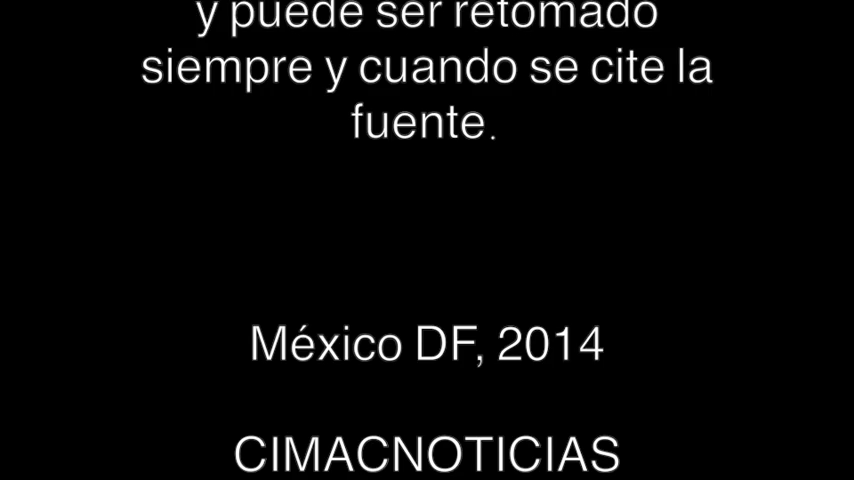 y puede ser retomado
siempre y cuando se cite la
fuente.
México DF, 2014
CIMACNOTICIAS